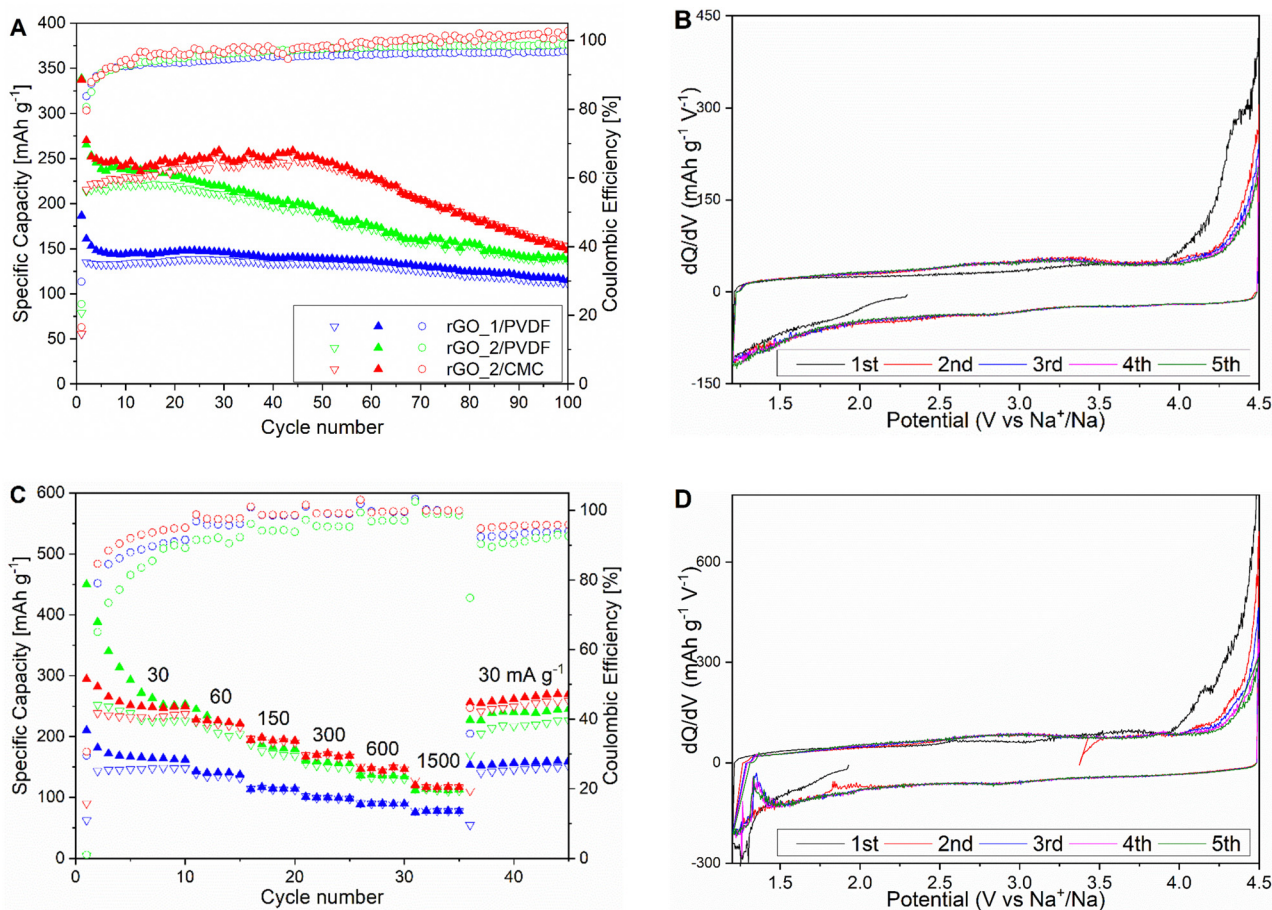 A
400
350
300
250
200
150
100
50
0
Specific Capacity [mAh g⁻¹]
100
80
60
40
20
0
Coulombic Efficiency [%]
rGO_1/PVDF
rGO_2/PVDF
rGO_2/CMC
0 10 20 30 40 50 60 70 80 90 100
Cycle number
B
450
300
150
0
-150
dQ/dV (mAh g⁻¹ V⁻¹)
1st 2nd 3rd 4th 5th
1.5 2.0 2.5 3.0 3.5 4.0 4.5
Potential (V vs Na⁺/Na)
C
600
500
400
300
200
100
0
Specific Capacity [mAh g⁻¹]
100
80
60
40
20
0
Coulombic Efficiency [%]
30
60
150
300
600
1500
30 mA g⁻¹
0 10 20 30 40
Cycle number
D
600
300
0
-300
dQ/dV (mAh g⁻¹ V⁻¹)
1st 2nd 3rd 4th 5th
1.5 2.0 2.5 3.0 3.5 4.0 4.5
Potential (V vs Na⁺/Na)